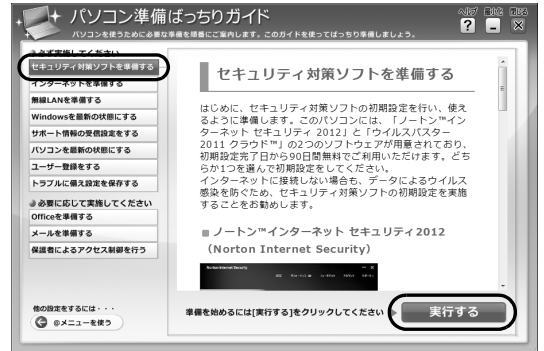 パソコン準備ばっちりガイド
パソコンを使うために必要な準備を順番にご案内します。このガイドを使ってばっちり準備しましょう。
ヘルプ 最小化 閉じる
必ず実施してください
セキュリティ対策ソフトを準備する
インターネットを準備する
無線LANを準備する
Windowsを最新の状態にする
サポート情報の受信設定をする
パソコンを最新の状態にする
ユーザー登録をする
トラブルに備え設定を保存する
必要に応じて実施してください
Officeを準備する
メールを準備する
保護者によるアクセス制御を行う
他の設定をするには・・・
@メニューを使う
セキュリティ対策ソフトを準備する
はじめに、セキュリティ対策ソフトの初期設定を行い、使え
るように準備します。このパソコンには、「ノートン™イン
ターネット セキュリティ 2012」と「ウイルスバスター
2011 クラウド™」の2つのソフトウェアが用意されており、
初期設定完了日から90日間無料でご利用いただけます。どち
らか1つを選んで初期設定をしてください。
インターネットに接続しない場合も、データによるウイルス
感染を防ぐため、セキュリティ対策ソフトの初期設定を実施
することをお勧めします。
■ ノートン™インターネット セキュリティ2012
（Norton Internet Security）
Norton Internet Security
準備を始めるには[実行する]をクリックしてください
実行する